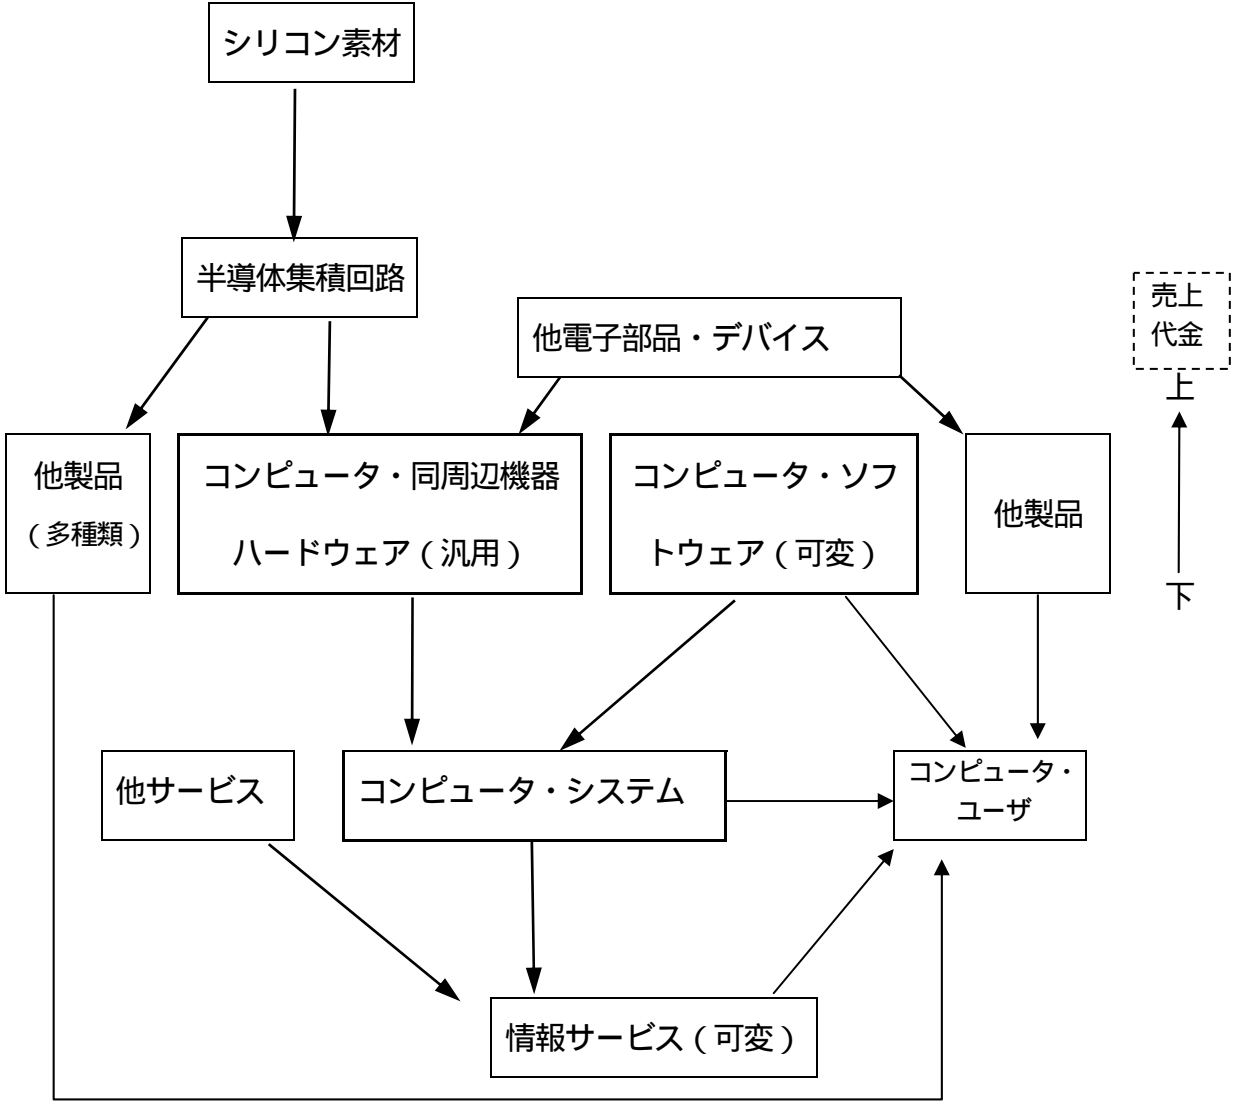 シリコン素材
半導体集積回路
他電子部品・デバイス
売上
代金
上
下
他製品
(多種類)
コンピュータ・同周辺機器
ハードウェア(汎用)
コンピュータ・ソフ
トウェア(可変)
他製品
他サービス
コンピュータ・システム
コンピュータ・
ユーザ
情報サービス(可変)